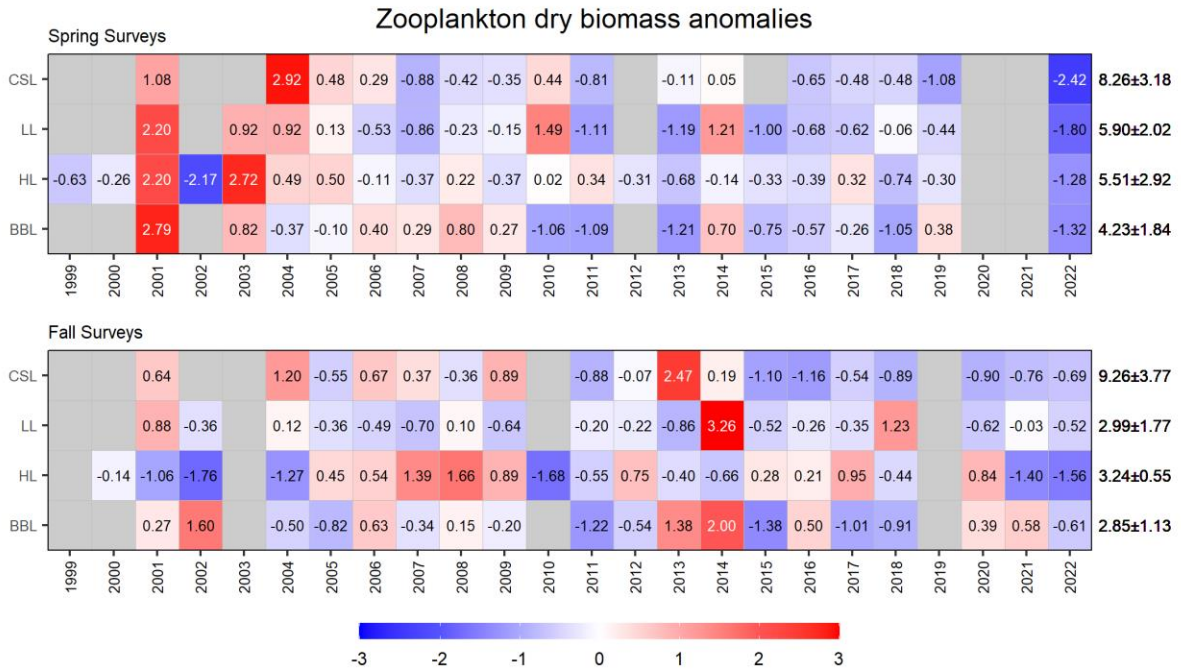 Zooplankton dry biomass anomalies
Spring Surveys
CSL 1.08 2.92 0.48 0.29 -0.88 -0.42 -0.35 0.44 -0.81 -0.11 0.05 -0.65 -0.48 -0.48 -1.08 -2.42 8.26±3.18
LL 2.20 0.92 0.92 0.13 -0.53 -0.86 -0.23 -0.15 1.49 -1.11 -1.19 1.21 -1.00 -0.68 -0.62 -0.06 -0.44 -1.80 5.90±2.02
HL -0.63 -0.26 2.20 -2.17 2.72 0.49 0.50 -0.11 -0.37 0.22 -0.37 0.02 0.34 -0.31 -0.68 -0.14 -0.33 -0.39 0.32 -0.74 -0.30 -1.28 5.51±2.92
BBL 2.79 0.82 -0.37 -0.10 0.40 0.29 0.80 0.27 -1.06 -1.09 -1.21 0.70 -0.75 -0.57 -0.26 -1.05 0.38 -1.32 4.23±1.84
1999 2000 2001 2002 2003 2004 2005 2006 2007 2008 2009 2010 2011 2012 2013 2014 2015 2016 2017 2018 2019 2020 2021 2022
Fall Surveys
CSL 0.64 1.20 -0.55 0.67 0.37 -0.36 0.89 -0.88 -0.07 2.47 0.19 -1.10 -1.16 -0.54 -0.89 -0.90 -0.76 -0.69 9.26±3.77
LL 0.88 -0.36 0.12 -0.36 -0.49 -0.70 0.10 -0.64 -0.20 -0.22 -0.86 3.26 -0.52 -0.26 -0.35 1.23 -0.62 -0.03 -0.52 2.99±1.77
HL -0.14 -1.06 -1.76 -1.27 0.45 0.54 1.39 1.66 0.89 -1.68 -0.55 0.75 -0.40 -0.66 0.28 0.21 0.95 -0.44 0.84 -1.40 -1.56 3.24±0.55
BBL 0.27 1.60 -0.50 -0.82 0.63 -0.34 0.15 -0.20 -1.22 -0.54 1.38 2.00 -1.38 0.50 -1.01 -0.91 0.39 0.58 -0.61 2.85±1.13
1999 2000 2001 2002 2003 2004 2005 2006 2007 2008 2009 2010 2011 2012 2013 2014 2015 2016 2017 2018 2019 2020 2021 2022
-3 -2 -1 0 1 2 3